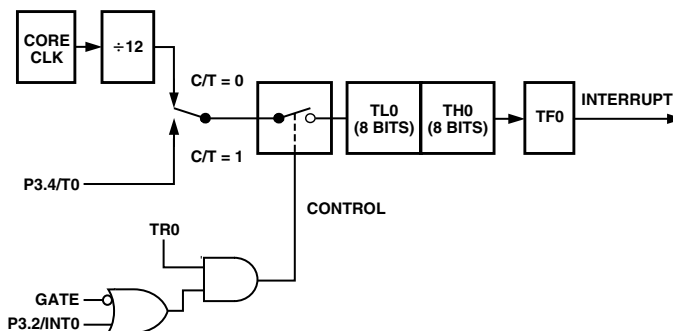 CORE
CLK
÷12
C/T = 0
C/T = 1
P3.4/T0
TL0
(8 BITS)
TH0
(8 BITS)
TF0
INTERRUPT
CONTROL
TR0
GATE
P3.2/INT0